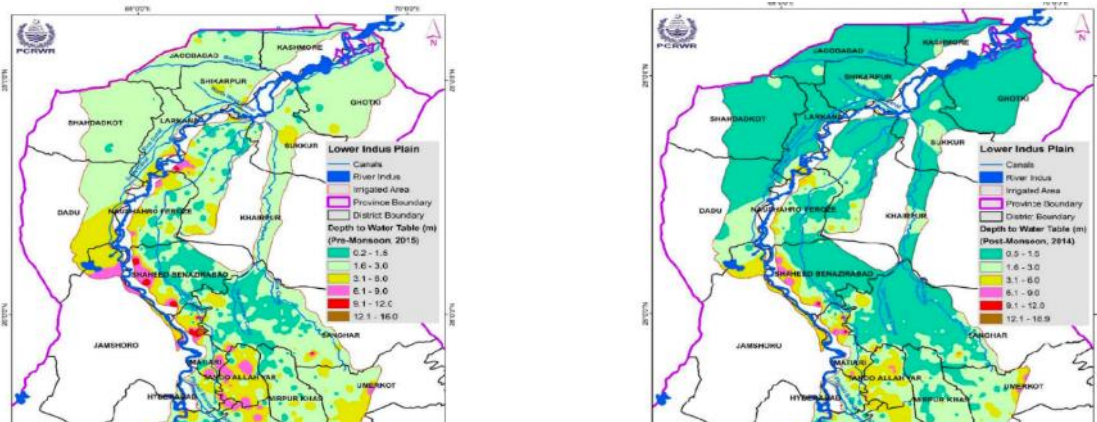 68°0'0"E
70°0'0"E
N
PCRWR
KASHMORE
JACOBABAD
SHIKARPUR
GHOTKI
SHAHDADKOT
LARKANA
SUKKUR
Lower Indus Plain
Canals
River Indus
Irrigated Area
Province Boundary
District Boundary
Depth to Water Table (m)
(Pre-Monsoon, 2015)
0.2 - 1.5
1.6 - 3.0
3.1 - 6.0
6.1 - 9.0
9.1 - 12.0
12.1 - 16.0
DADU
NAUSHAHRO FEROZE
KHAIRPUR
SHAHEED BENAZIRABAD
SANGHAR
JAMSHORO
MATIARI
TANDO ALLAH YAR
UMERKOT
HYDERABAD
MIRPUR KHAS
N
PCRWR
KASHMORE
JACOBABAD
SHIKARPUR
GHOTKI
SHAHDADKOT
LARKANA
SUKKUR
Lower Indus Plain
Canals
River Indus
Irrigated Area
Province Boundary
District Boundary
Depth to Water Table (m)
(Post-Monsoon, 2014)
0.5 - 1.5
1.6 - 3.0
3.1 - 6.0
6.1 - 9.0
9.1 - 12.0
12.1 - 16.9
DADU
NAUSHAHRO FEROZE
KHAIRPUR
SHAHEED BENAZIRABAD
SANGHAR
JAMSHORO
MATIARI
TANDO ALLAH YAR
UMERKOT
HYDERABAD
MIRPUR KHAS